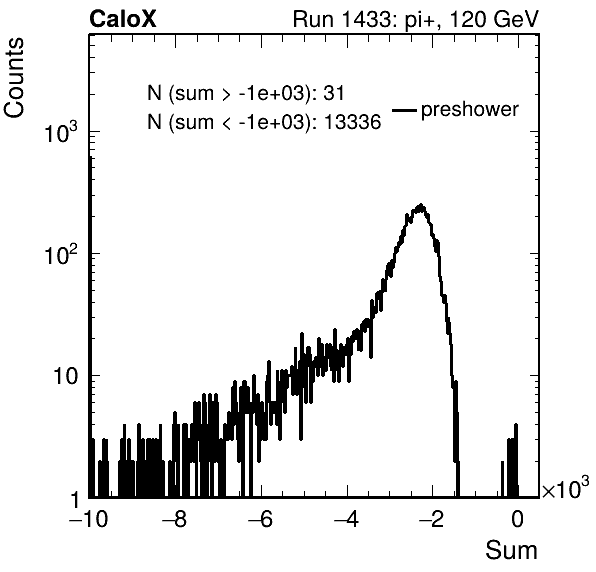 CaloX Run 1433: pi+, 120 GeV
Counts
N (sum > -1e+03): 31
N (sum < -1e+03): 13336
preshower
10³
10²
10
1
−10 −8 −6 −4 −2 0 ×10³
Sum